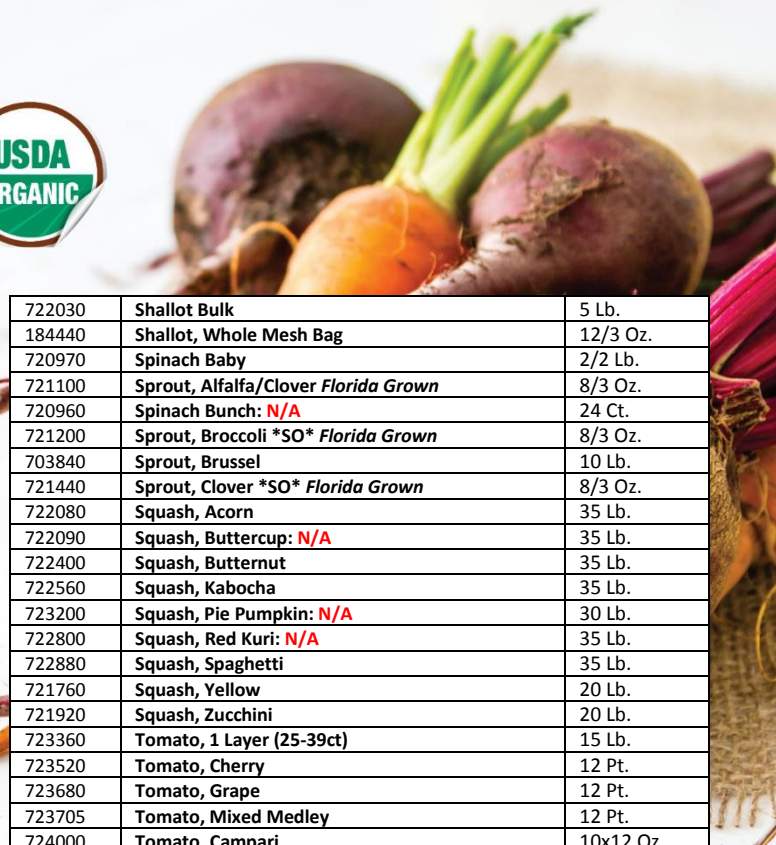 USDA
ORGANIC
722030 Shallot Bulk 5 Lb.
184440 Shallot, Whole Mesh Bag 12/3 Oz.
720970 Spinach Baby 2/2 Lb.
721100 Sprout, Alfalfa/Clover Florida Grown 8/3 Oz.
720960 Spinach Bunch: N/A 24 Ct.
721200 Sprout, Broccoli *SO* Florida Grown 8/3 Oz.
703840 Sprout, Brussel 10 Lb.
721440 Sprout, Clover *SO* Florida Grown 8/3 Oz.
722080 Squash, Acorn 35 Lb.
722090 Squash, Buttercup: N/A 35 Lb.
722400 Squash, Butternut 35 Lb.
722560 Squash, Kabocha 35 Lb.
723200 Squash, Pie Pumpkin: N/A 30 Lb.
722800 Squash, Red Kuri: N/A 35 Lb.
722880 Squash, Spaghetti 35 Lb.
721760 Squash, Yellow 20 Lb.
721920 Squash, Zucchini 20 Lb.
723360 Tomato, 1 Layer (25-39ct) 15 Lb.
723520 Tomato, Cherry 12 Pt.
723680 Tomato, Grape 12 Pt.
723705 Tomato, Mixed Medley 12 Pt.
724000 Tomato, Campari 10x12 Oz